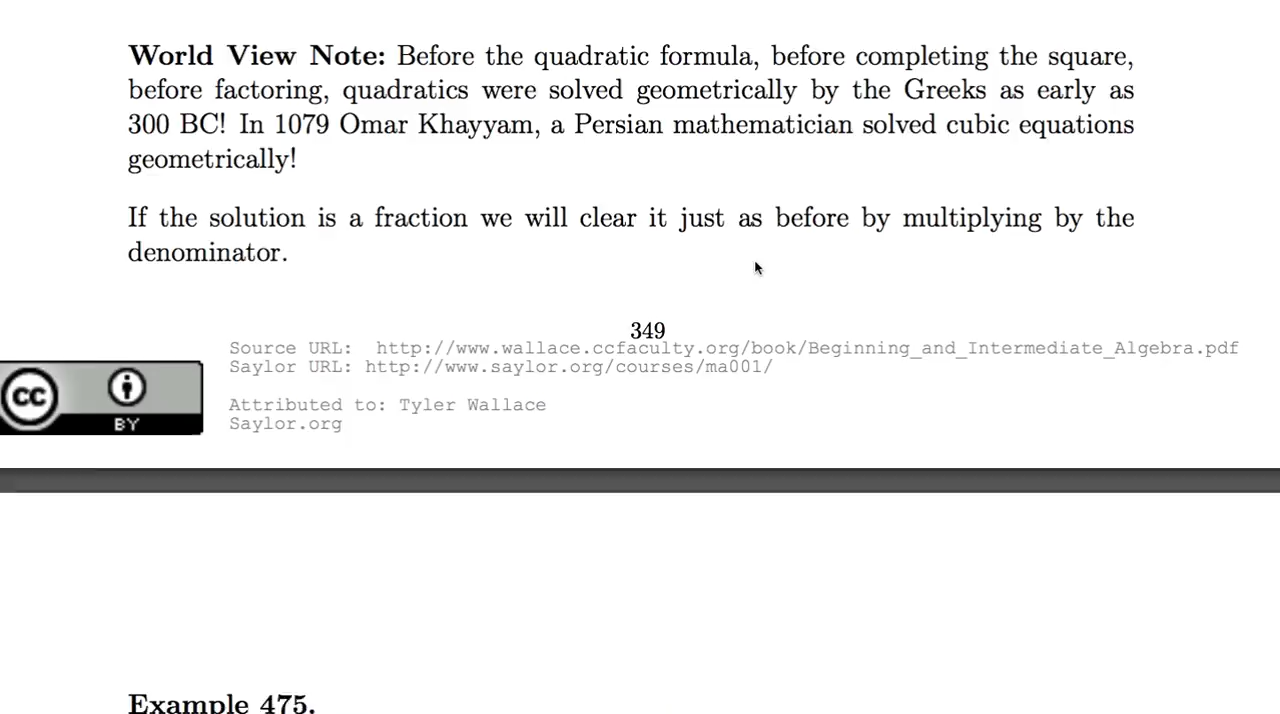 World View Note: Before the quadratic formula, before completing the square,
before factoring, quadratics were solved geometrically by the Greeks as early as
300 BC! In 1079 Omar Khayyam, a Persian mathematician solved cubic equations
geometrically!
If the solution is a fraction we will clear it just as before by multiplying by the
denominator.
349
Source URL: http://www.wallace.ccfaculty.org/book/Beginning_and_Intermediate_Algebra.pdf
Saylor URL: http://www.saylor.org/courses/ma001/
Attributed to: Tyler Wallace
Saylor.org
cc
BY
Example 475.